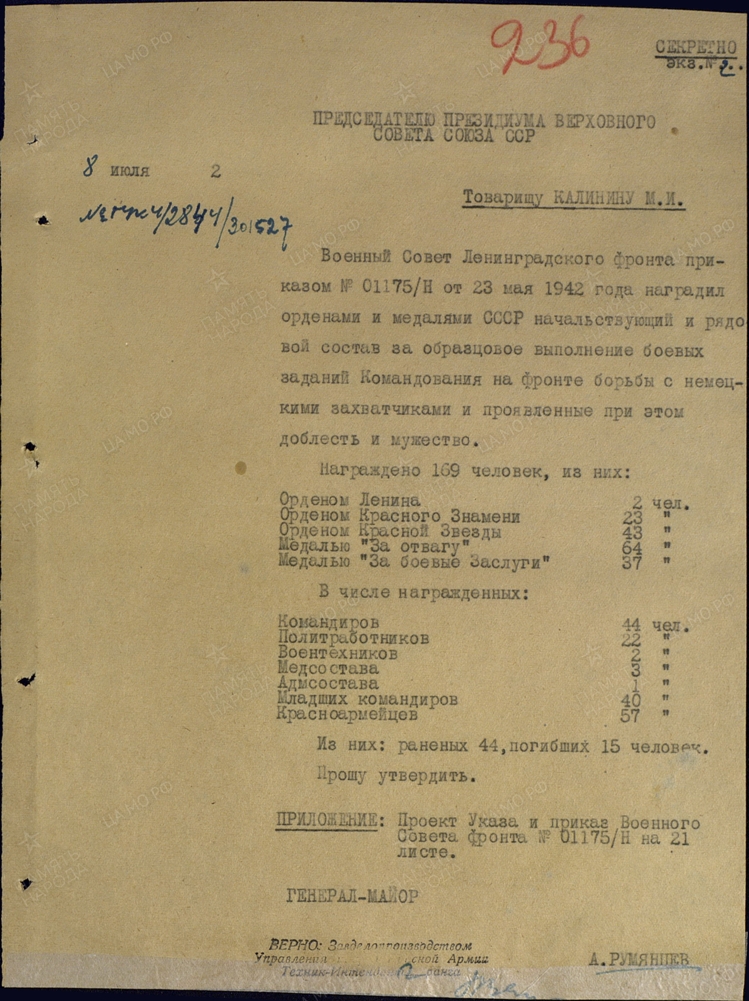 236
СЕКРЕТНО
экз.№ 2.
ПРЕДСЕДАТЕЛЮ ПРЕЗИДИУМА ВЕРХОВНОГО
СОВЕТА СОЮЗА ССР
8 июля 2
Товарищу КАЛИНИНУ М.И.
/301527
Военный Совет Ленинградского фронта при-
казом № 01175/Н от 23 мая 1942 года наградил
орденами и медалями СССР начальствующий и рядо
вой состав за образцовое выполнение боевых
заданий Командования на фронте борьбы с немец-
кими захватчиками и проявленные при этом
доблесть и мужество.
Награждено 169 человек, из них:
Орденом Ленина 2 чел.
Орденом Красного Знамени 23 "
Орденом Красной Звезды 43 "
Медалью "За отвагу" 64 "
Медалью "За боевые Заслуги" 37 "
В числе награжденных:
Командиров 44 чел.
Политработников 22 "
Воентехников 2 "
Медсостава 3 "
Адмсостава 1 "
Младших командиров 40 "
Красноармейцев 57 "
Из них: раненых 44, погибших 15 человек.
Прошу утвердить.
ПРИЛОЖЕНИЕ: Проект Указа и приказ Военного
Совета фронта № 01175/Н на 21
листе.
ГЕНЕРАЛ-МАЙОР
ВЕРНО: Завделопроизводством
Управления Армии
А.РУМЯНЦЕВ